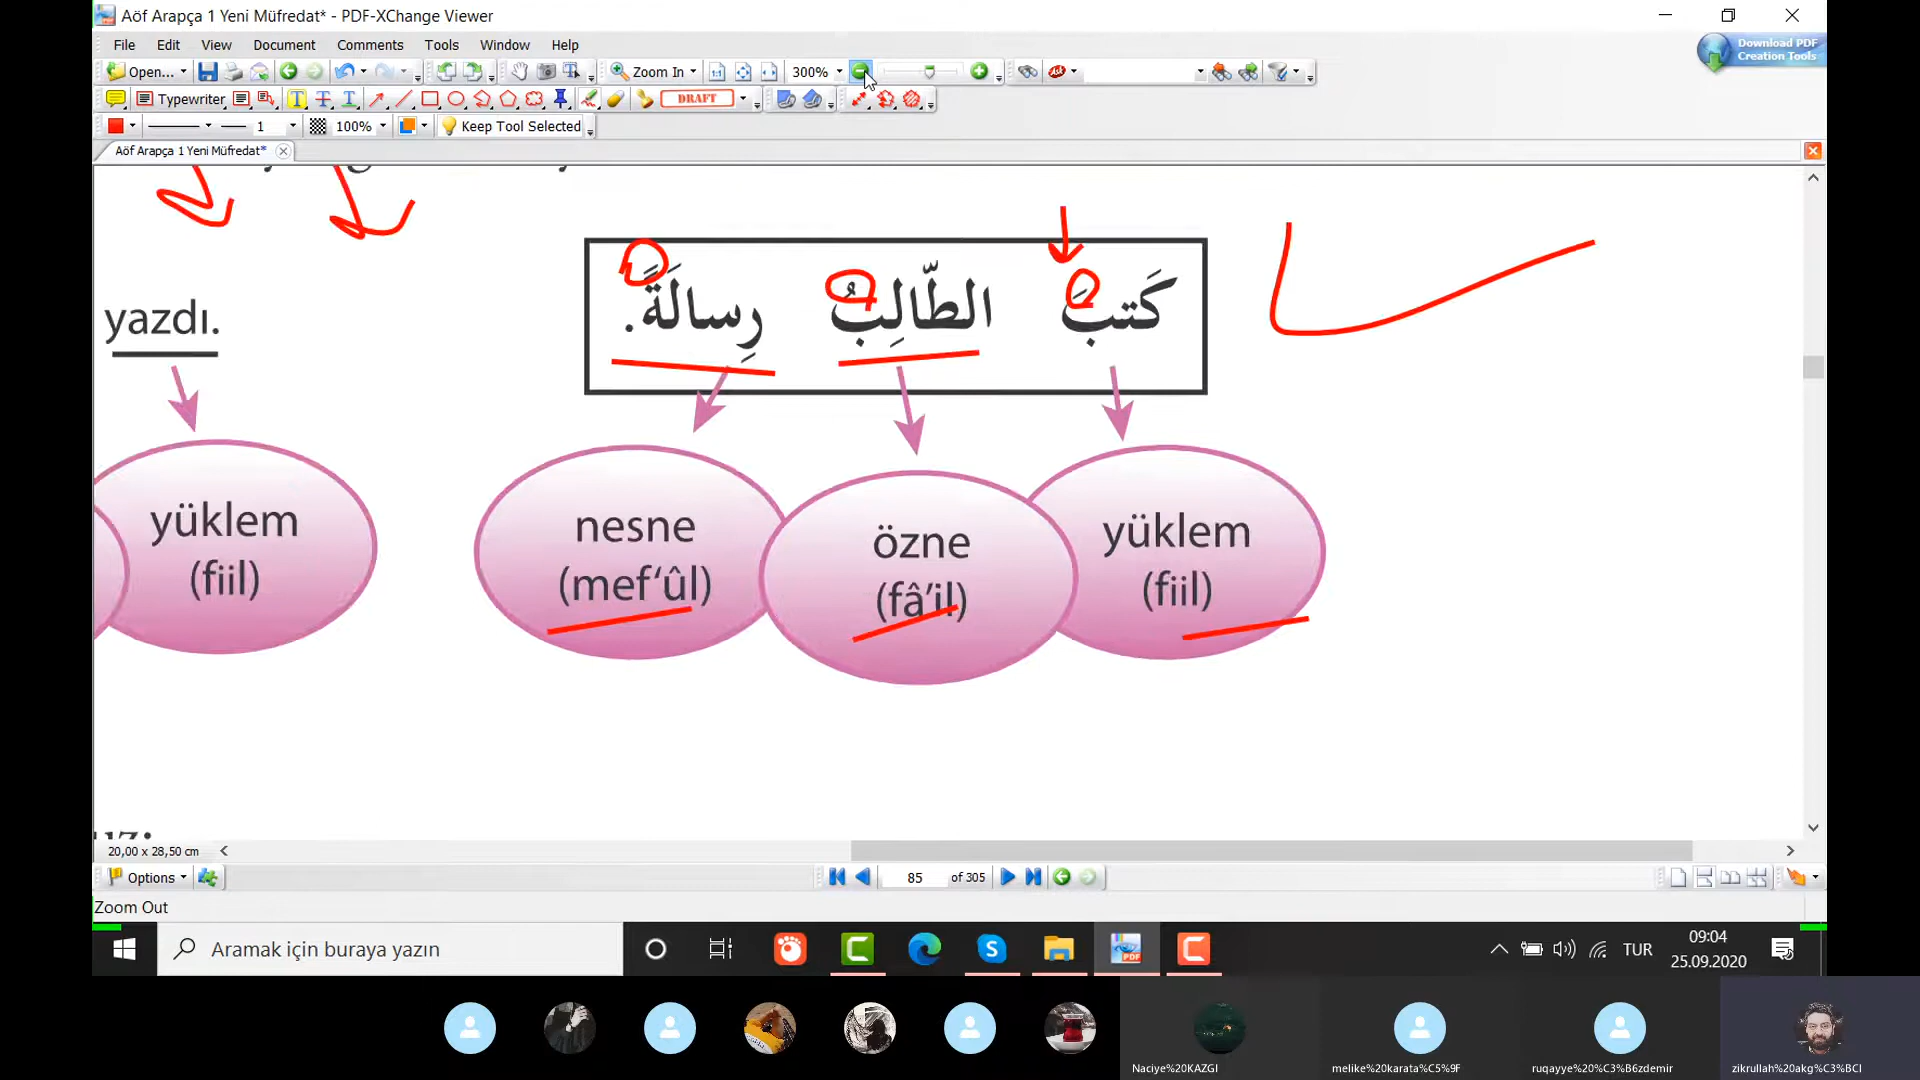 Aöf Arapça 1 Yeni Müfredat* - PDF-XChange Viewer
File Edit View Document Comments Tools Window Help
Download PDF
Creation Tools
Open... Zoom In 300%
Typewriter DRAFT
1 100% Keep Tool Selected
Aöf Arapça 1 Yeni Müfredat*
كَتبَ الطّالِبُ رِسالَةً.
yazdı.
yüklem
(fiil)
nesne
(mef‘ûl)
özne
(fâ’il)
yüklem
(fiil)
20,00 x 28,50 cm
Options 85 of 305
Zoom Out
Aramak için buraya yazın
TUR
09:04
25.09.2020
Naciye%20KAZGI
melike%20karata%C5%9F
ruqayye%20%C3%B6zdemir
zikrullah%20akg%C3%BCl